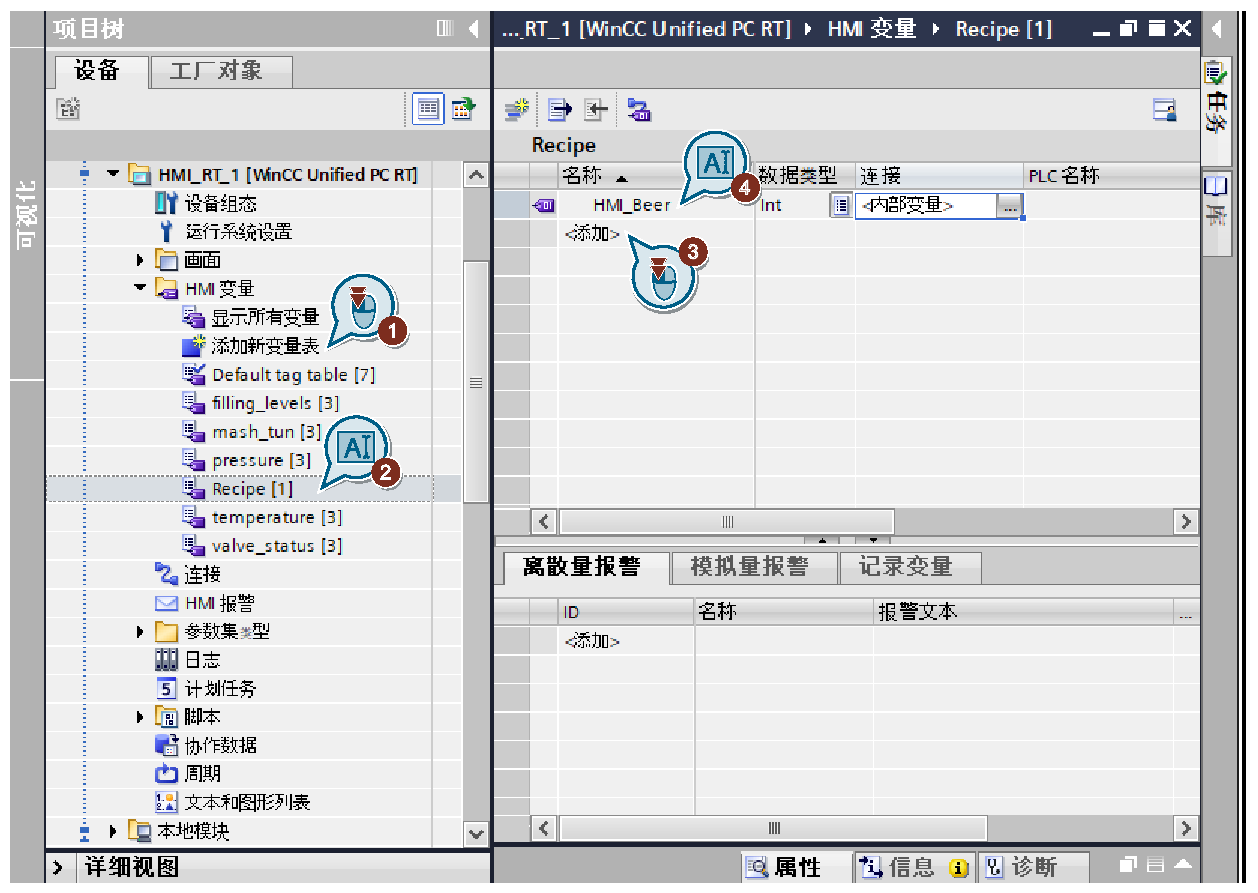 项目树
设备
工厂对象
HMI_RT_1 [WinCC Unified PC RT]
设备组态
运行系统设置
画面
HMI 变量
显示所有变量
1
添加新变量表
Default tag table [7]
filling_levels [3]
mash_tun [3]
AI
pressure [3]
2
Recipe [1]
temperature [3]
valve_status [3]
连接
HMI 报警
参数集类型
日志
5 计划任务
脚本
协作数据
周期
文本和图形列表
本地模块
详细视图
可视化
..._RT_1 [WinCC Unified PC RT] HMI 变量 Recipe [1]
Recipe
名称 数据类型 连接 PLC 名称
AI
4
HMI_Beer Int <内部变量> ...
<添加>
3
离散量报警 模拟量报警 记录变量
ID 名称 报警文本 ...
<添加>
属性 信息 诊断
任务
库